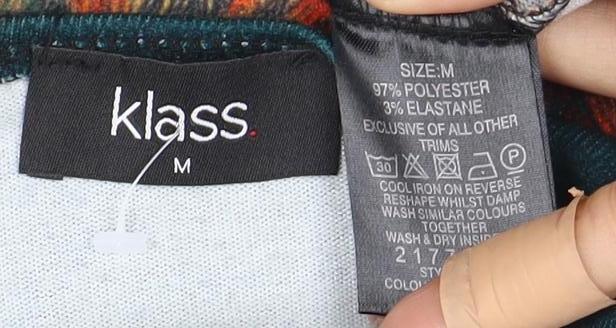 klass.
M
SIZE:M
97% POLYESTER
3% ELASTANE
EXCLUSIVE OF ALL OTHER
TRIMS
30 P
COOL IRON ON REVERSE
RESHAPE WHILST DAMP
WASH SIMILAR COLOURS
TOGETHER
WASH & DRY INSIDE
2177